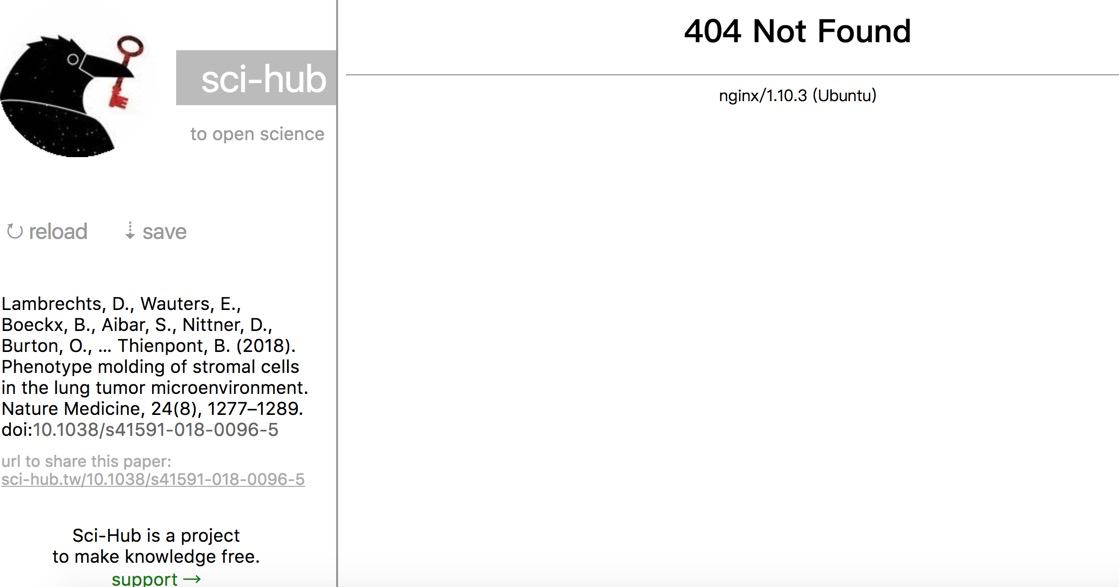 sci-hub
to open science
reload
save
Lambrechts, D., Wauters, E.,
Boeckx, B., Aibar, S., Nittner, D.,
Burton, O., … Thienpont, B. (2018).
Phenotype molding of stromal cells
in the lung tumor microenvironment.
Nature Medicine, 24(8), 1277–1289.
doi:10.1038/s41591-018-0096-5
url to share this paper:
sci-hub.tw/10.1038/s41591-018-0096-5
Sci-Hub is a project
to make knowledge free.
support →
404 Not Found
nginx/1.10.3 (Ubuntu)